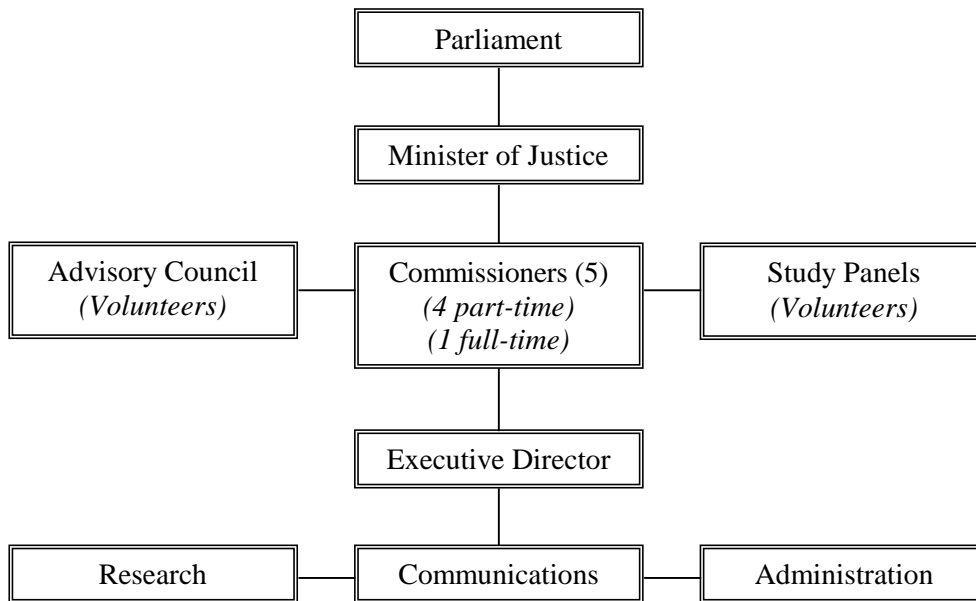 Parliament
Minister of Justice
Advisory Council
(Volunteers)
Commissioners (5)
(4 part-time)
(1 full-time)
Study Panels
(Volunteers)
Executive Director
Research
Communications
Administration